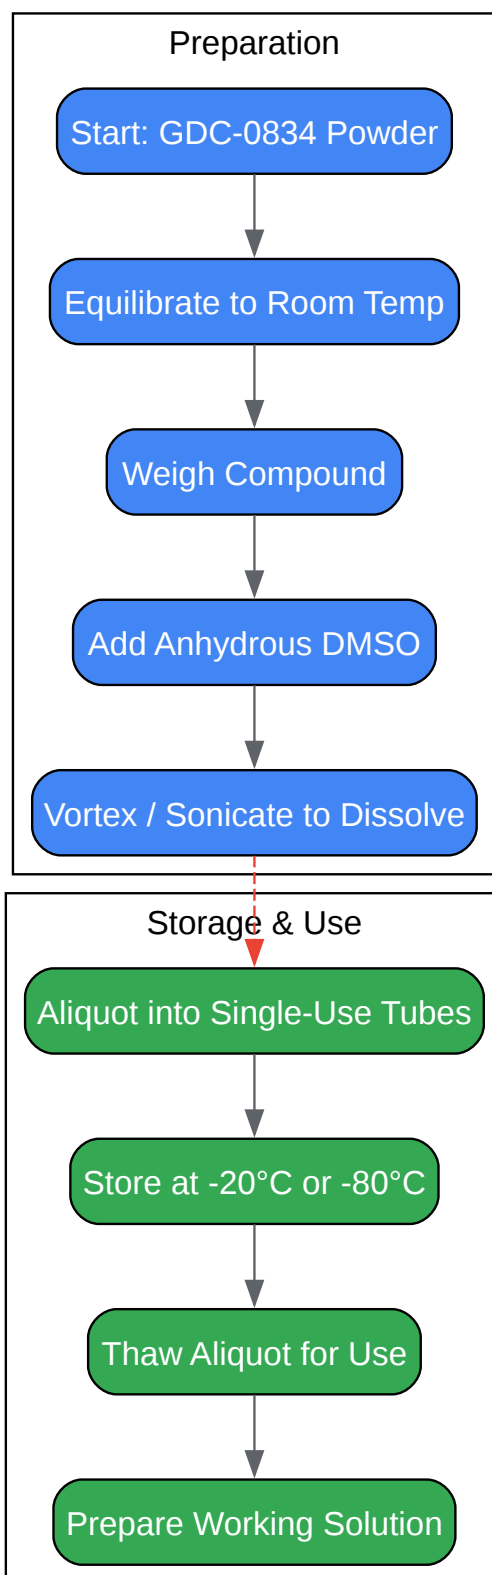 Preparation
Start: GDC-0834 Powder
Equilibrate to Room Temp
Weigh Compound
Add Anhydrous DMSO
Vortex / Sonicate to Dissolve
Storage & Use
Aliquot into Single-Use Tubes
Store at -20°C or -80°C
Thaw Aliquot for Use
Prepare Working Solution